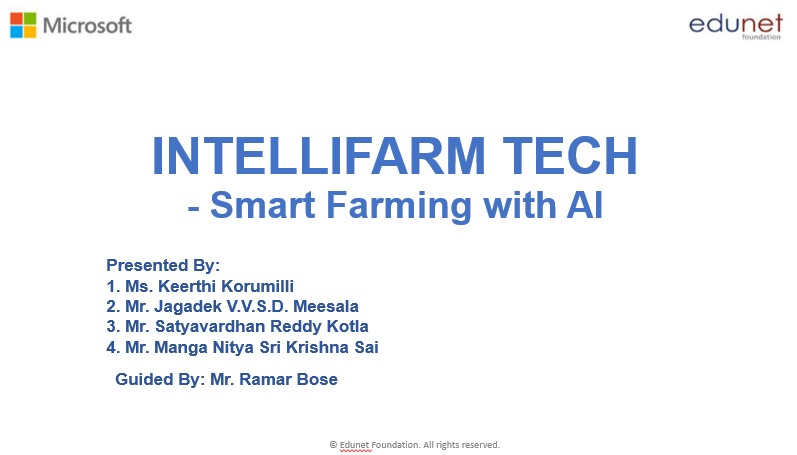 Microsoft
edunet
foundation
INTELLIFARM TECH
- Smart Farming with AI
Presented By:
1. Ms. Keerthi Korumilli
2. Mr. Jagadek V.V.S.D. Meesala
3. Mr. Satyavardhan Reddy Kotla
4. Mr. Manga Nitya Sri Krishna Sai
Guided By: Mr. Ramar Bose
© Edunet Foundation. All rights reserved.